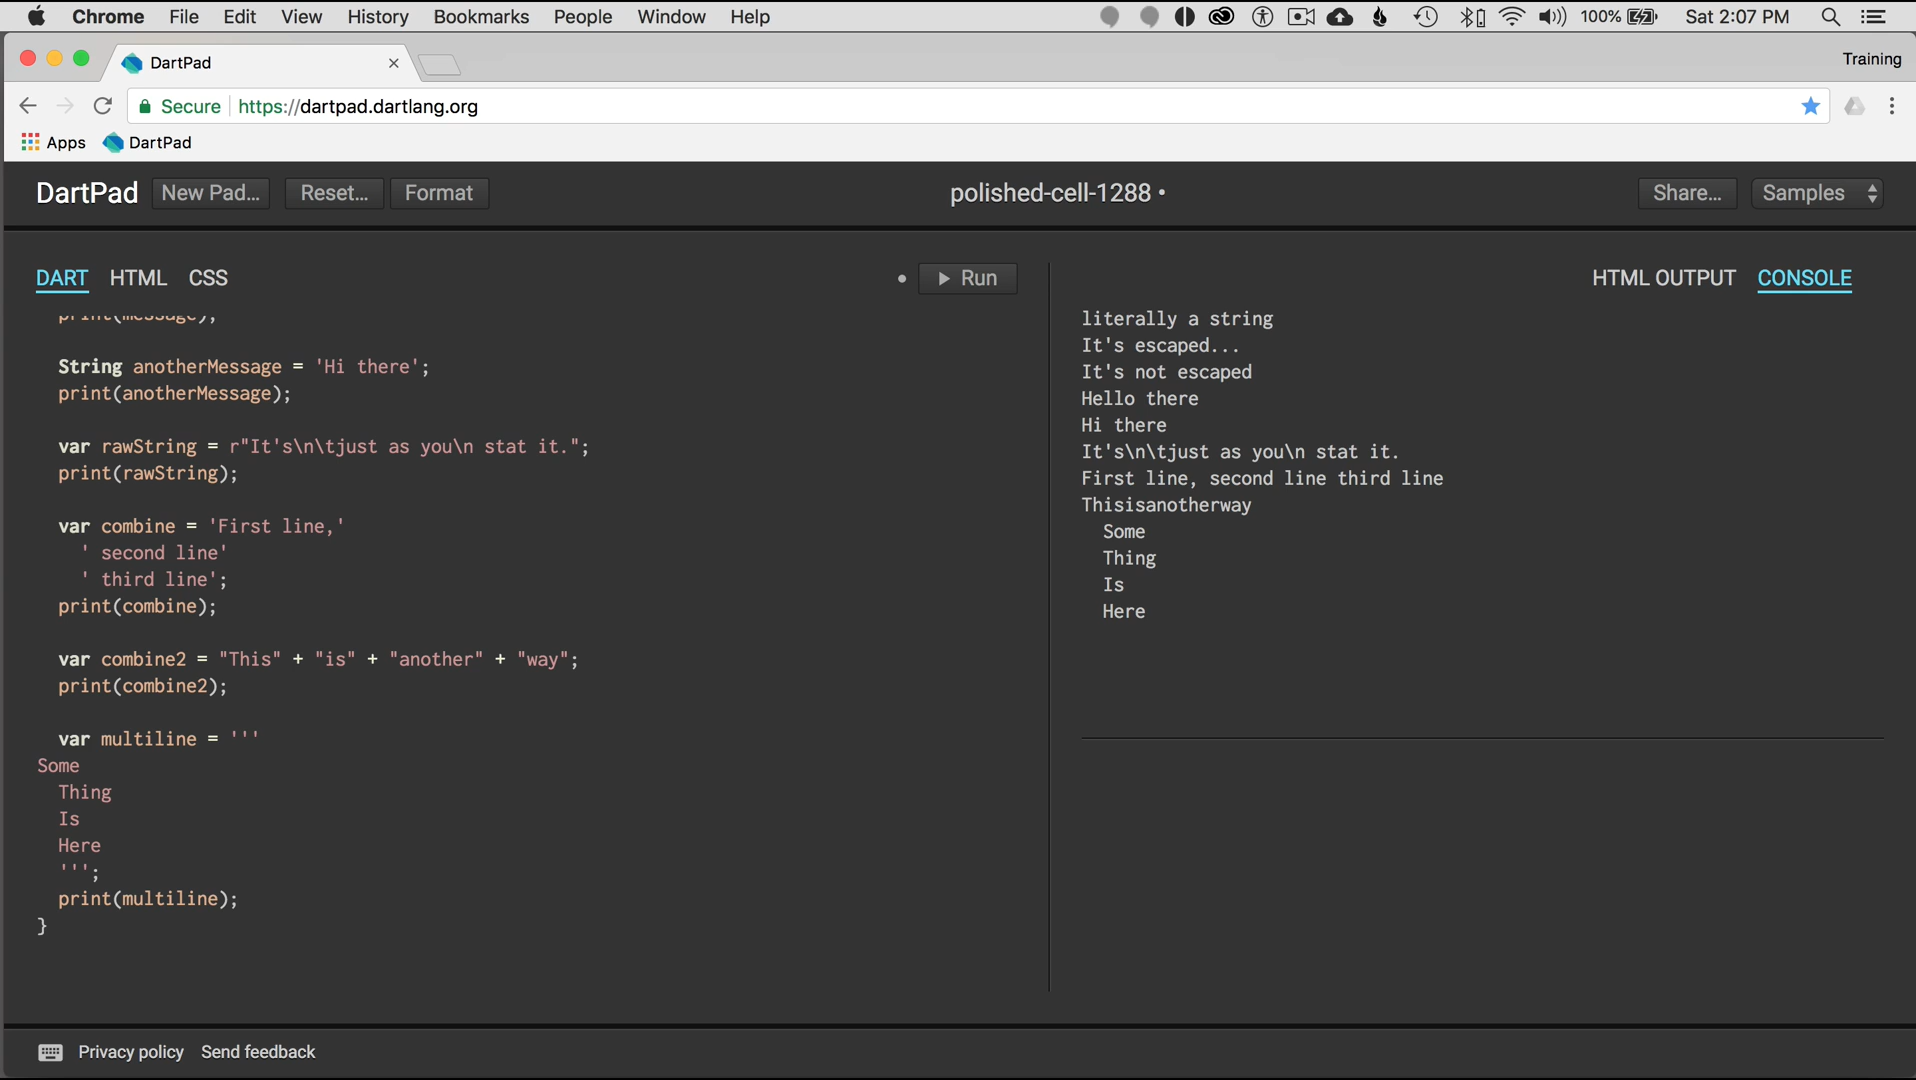 Chrome File Edit View History Bookmarks People Window Help 100% Sat 2:07 PM
DartPad Training
Secure https://dartpad.dartlang.org
Apps DartPad
DartPad New Pad... Reset... Format polished-cell-1288 • Share... Samples
DART HTML CSS Run HTML OUTPUT CONSOLE
print(message);
String anotherMessage = 'Hi there';
print(anotherMessage);
var rawString = r"It's\n\tjust as you\n stat it.";
print(rawString);
var combine = 'First line,'
' second line'
' third line';
print(combine);
var combine2 = "This" + "is" + "another" + "way";
print(combine2);
var multiline = '''
Some
Thing
Is
Here
''';
print(multiline);
}
literally a string
It's escaped...
It's not escaped
Hello there
Hi there
It's\n\tjust as you\n stat it.
First line, second line third line
Thisisanotherway
Some
Thing
Is
Here
Privacy policy Send feedback